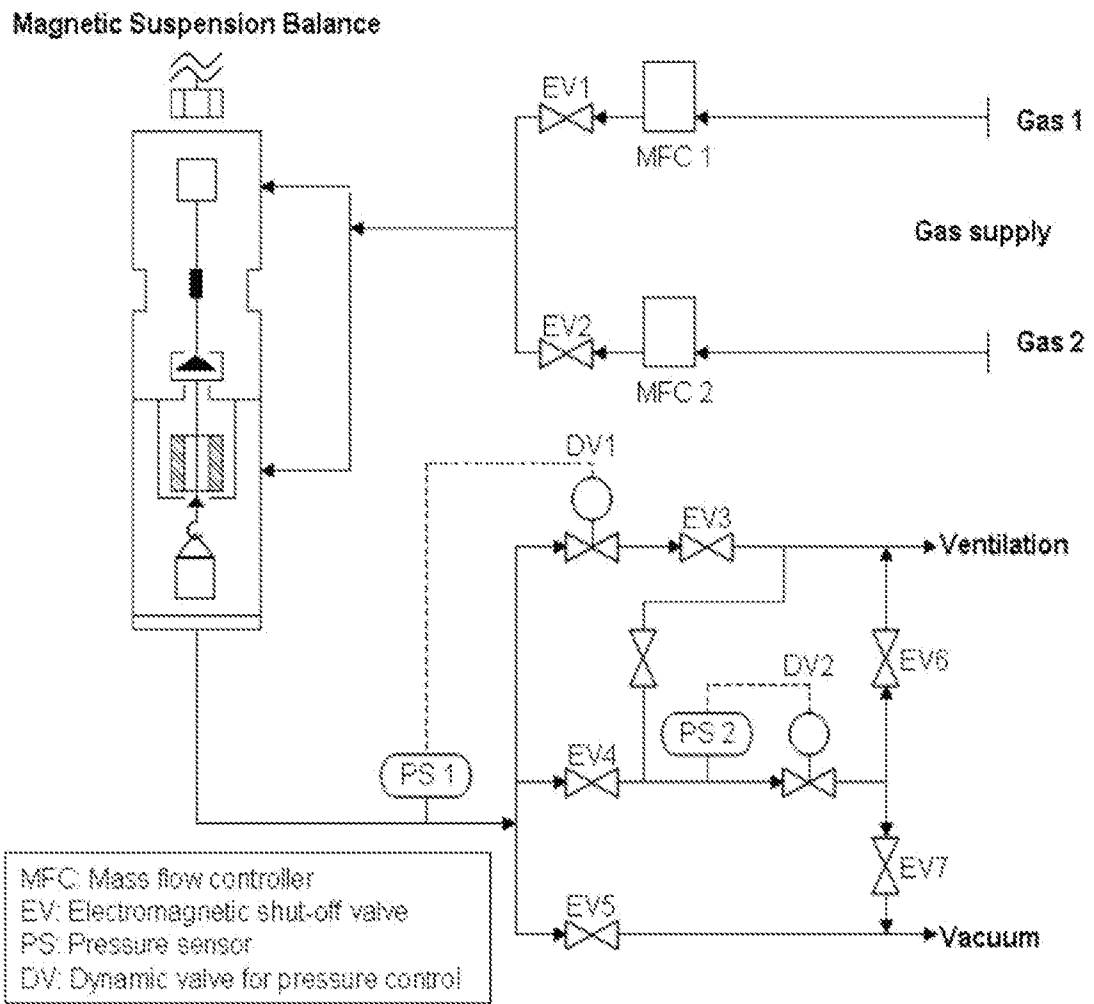 Magnetic Suspension Balance
EV1
MFC 1
Gas 1
Gas supply
EV2
MFC 2
Gas 2
DV1
EV3
Ventilation
EV6
DV2
PS 2
PS 1
EV4
EV7
EV5
Vacuum
MFC: Mass flow controller
EV: Electromagnetic shut-off valve
PS: Pressure sensor
DV: Dynamic valve for pressure control